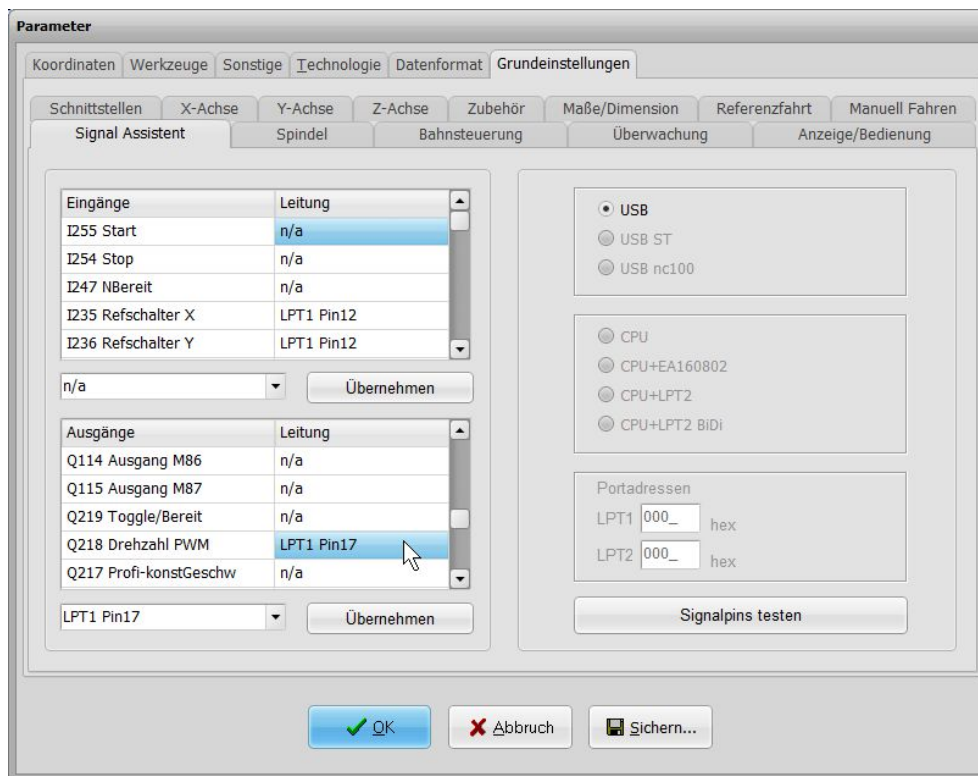 Parameter
Koordinaten Werkzeuge Sonstige Technologie Datenformat Grundeinstellungen
Schnittstellen X-Achse Y-Achse Z-Achse Zubehör Maße/Dimension Referenzfahrt Manuell Fahren
Signal Assistent Spindel Bahnsteuerung Überwachung Anzeige/Bedienung
Eingänge Leitung
I255 Start n/a
I254 Stop n/a
I247 NBereit n/a
I235 Refschalter X LPT1 Pin12
I236 Refschalter Y LPT1 Pin12
n/a Übernehmen
Ausgänge Leitung
Q114 Ausgang M86 n/a
Q115 Ausgang M87 n/a
Q219 Toggle/Bereit n/a
Q218 Drehzahl PWM LPT1 Pin17
Q217 Profi-konstGeschw n/a
LPT1 Pin17 Übernehmen
USB
USB ST
USB nc100
CPU
CPU+EA160802
CPU+LPT2
CPU+LPT2 BiDi
Portadressen
LPT1 000_ hex
LPT2 000_ hex
Signalpins testen
OK Abbruch Sichern...